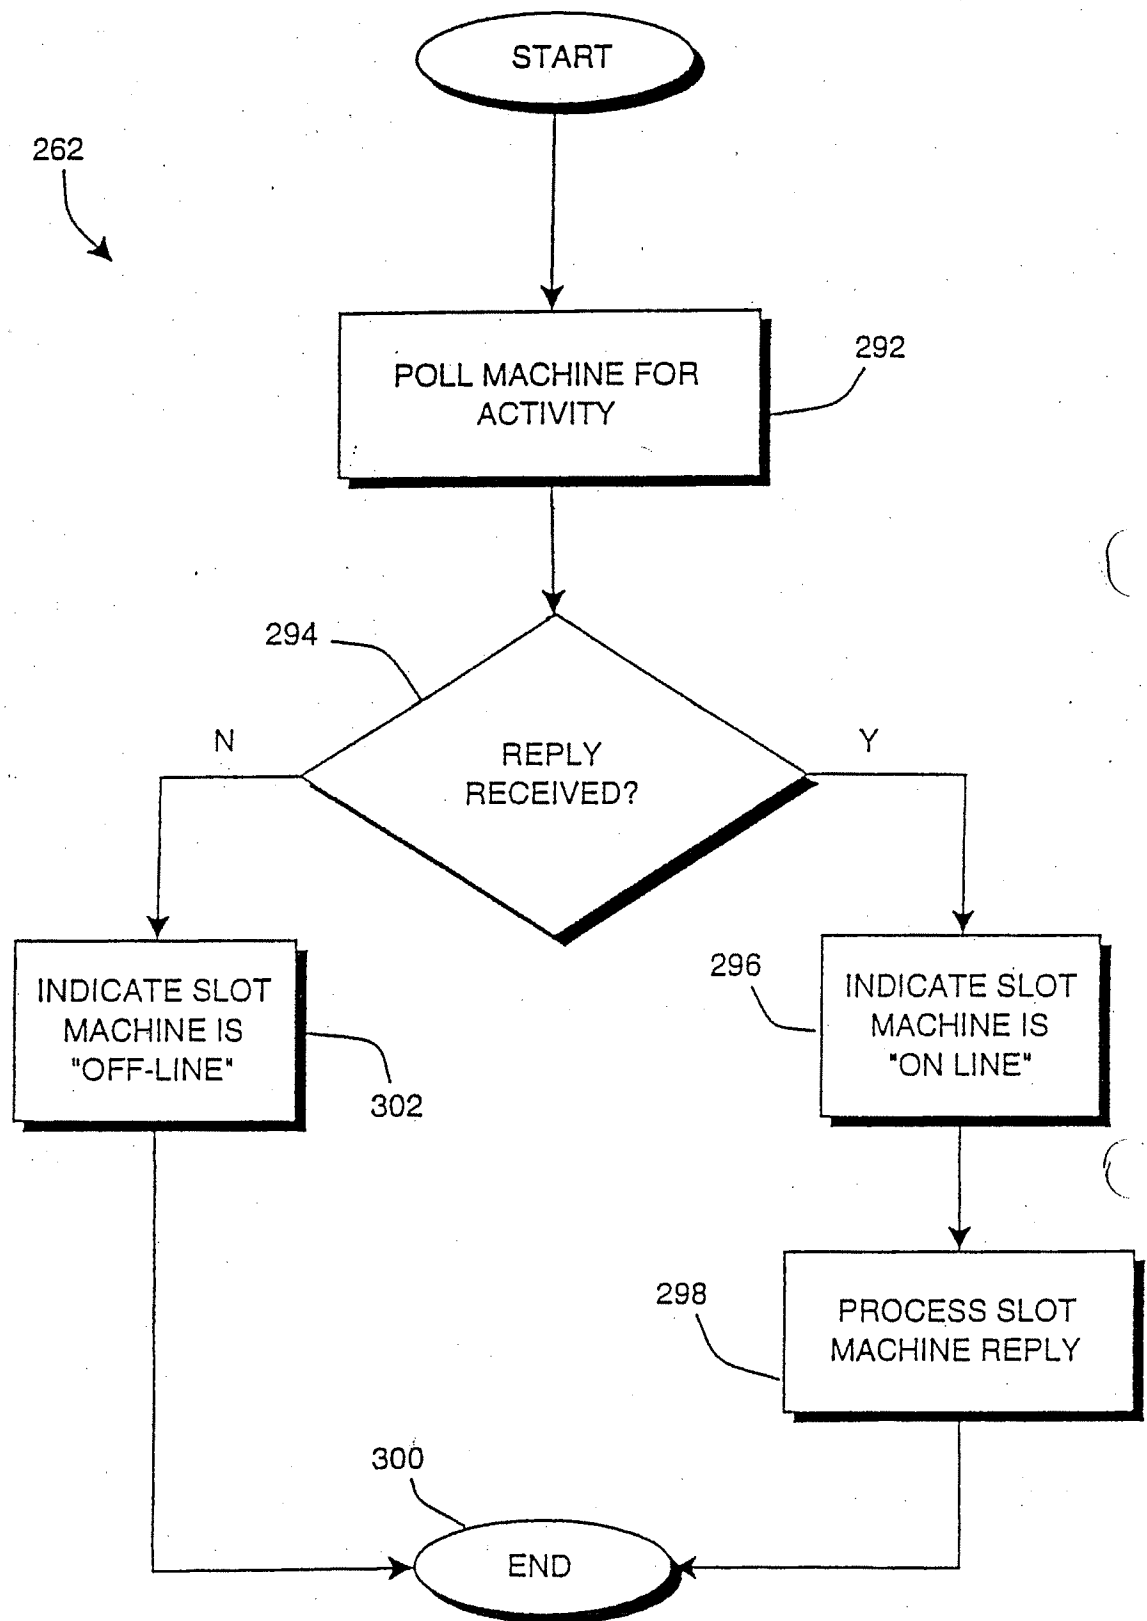 START
262
POLL MACHINE FOR
ACTIVITY
292
294
N
REPLY
RECEIVED?
Y
INDICATE SLOT
MACHINE IS
"OFF-LINE"
302
296
INDICATE SLOT
MACHINE IS
"ON LINE"
298
PROCESS SLOT
MACHINE REPLY
300
END